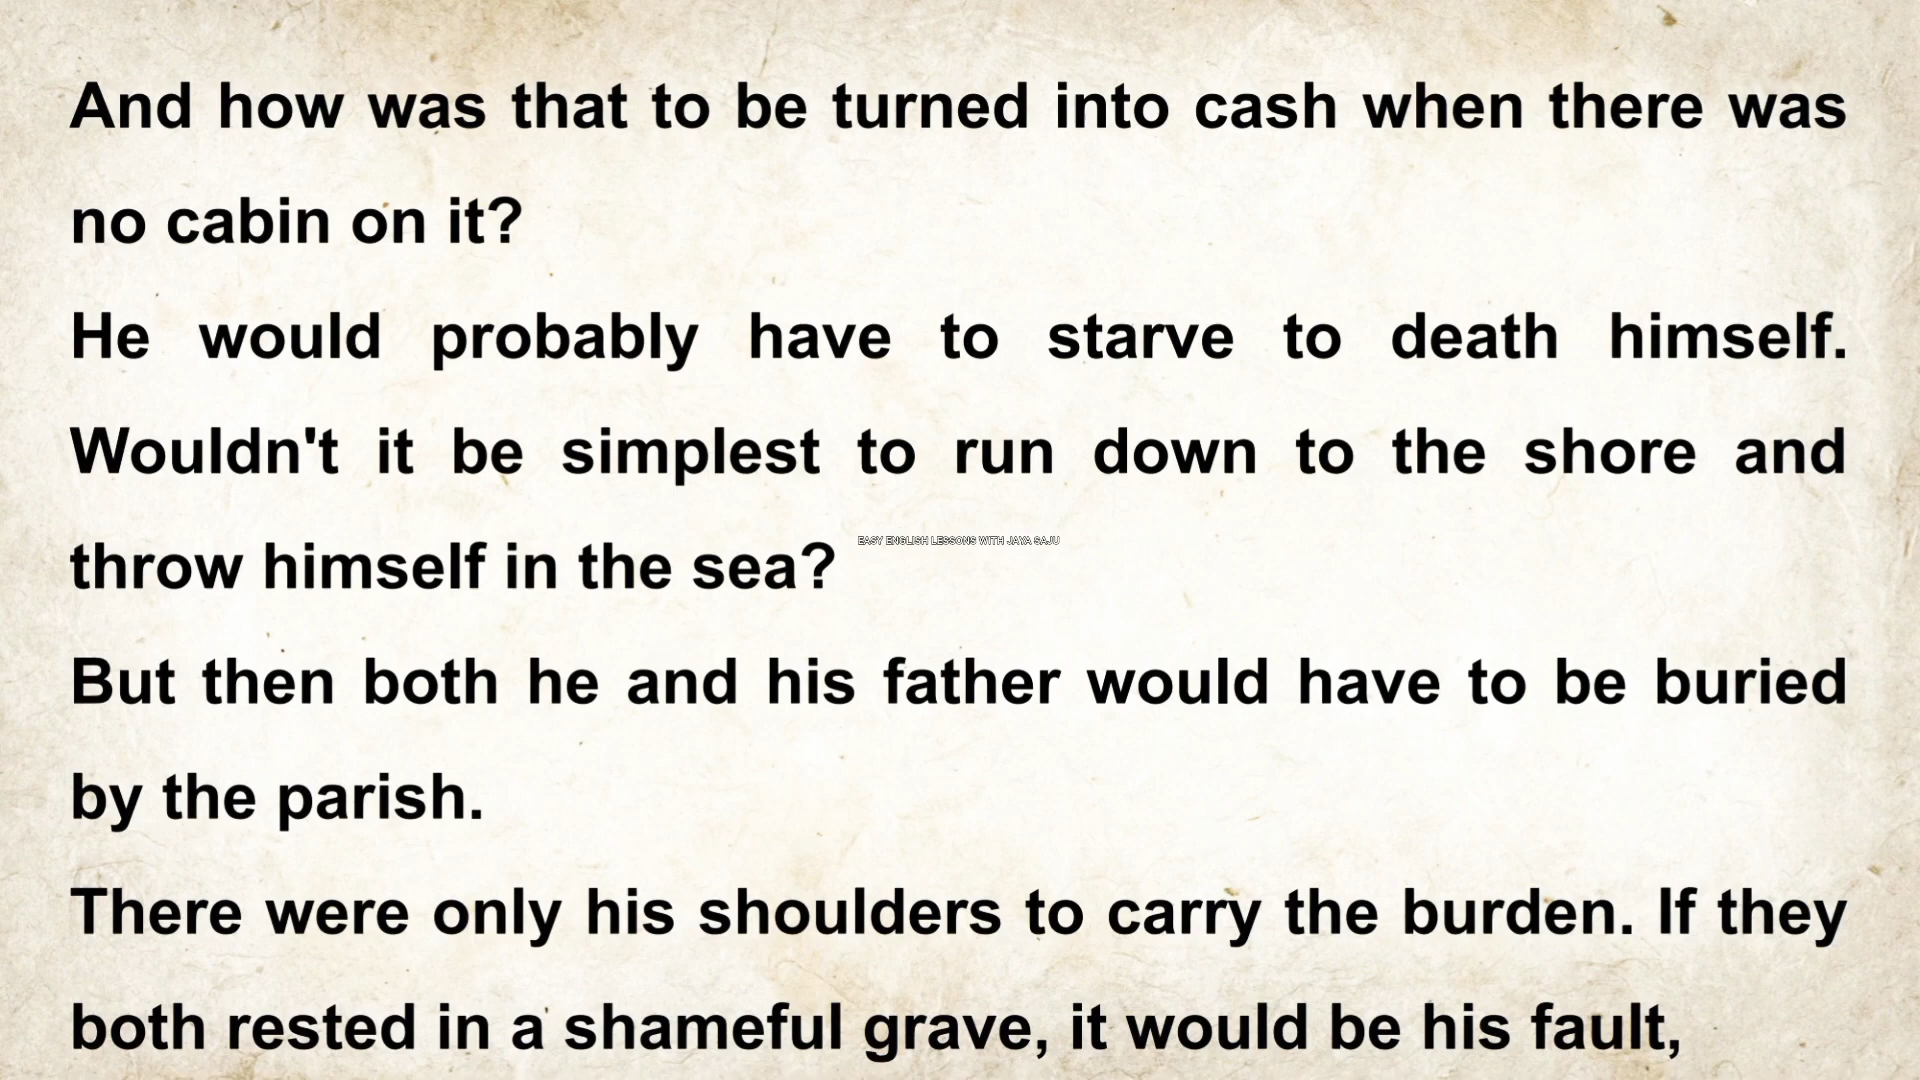 And how was that to be turned into cash when there was
no cabin on it?
He would probably have to starve to death himself.
Wouldn't it be simplest to run down to the shore and
throw himself in the sea?
EASY ENGLISH LESSONS WITH JAYA SAJU
But then both he and his father would have to be buried
by the parish.
There were only his shoulders to carry the burden. If they
both rested in a shameful grave, it would be his fault,